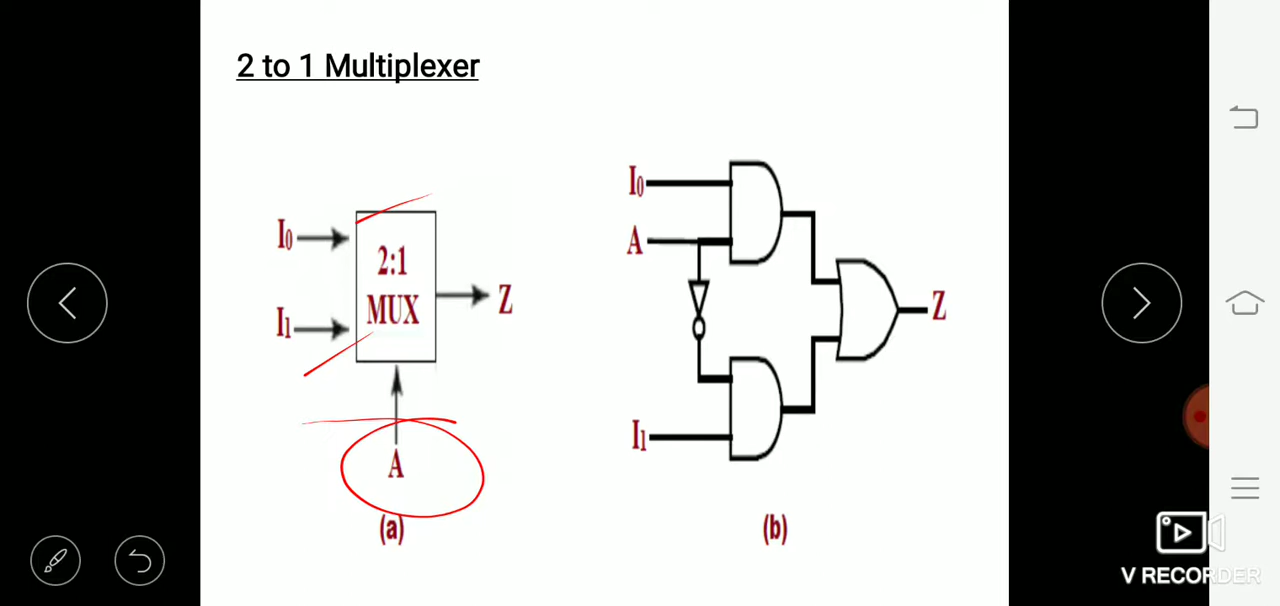 2 to 1 Multiplexer
I₀
I₁
2:1
MUX
Z
A
(a)
I₀
A
I₁
Z
(b)
V RECORDER